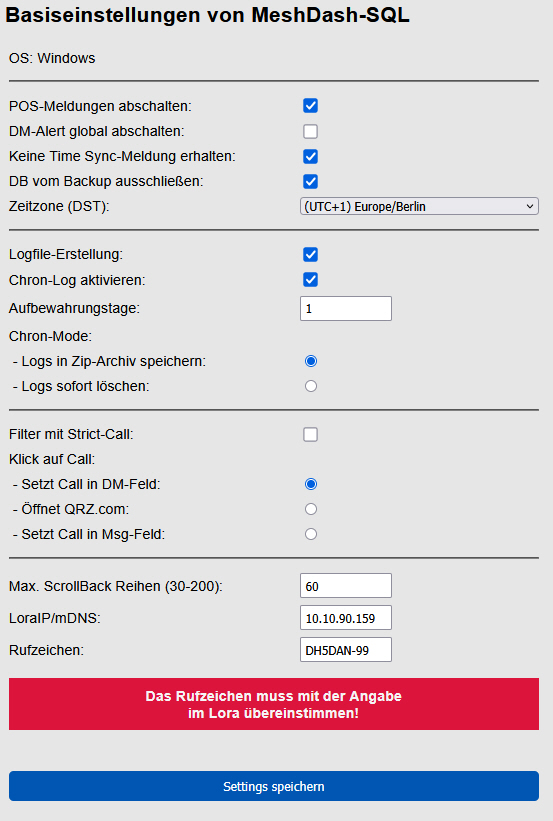 Basiseinstellungen von MeshDash-SQL
OS: Windows
POS-Meldungen abschalten:
DM-Alert global abschalten:
Keine Time Sync-Meldung erhalten:
DB vom Backup ausschließen:
Zeitzone (DST): (UTC+1) Europe/Berlin
Logfile-Erstellung:
Chron-Log aktivieren:
Aufbewahrungstage: 1
Chron-Mode:
- Logs in Zip-Archiv speichern:
- Logs sofort löschen:
Filter mit Strict-Call:
Klick auf Call:
- Setzt Call in DM-Feld:
- Öffnet QRZ.com:
- Setzt Call in Msg-Feld:
Max. ScrollBack Reihen (30-200): 60
LoraIP/mDNS: 10.10.90.159
Rufzeichen: DH5DAN-99
Das Rufzeichen muss mit der Angabe
im Lora übereinstimmen!
Settings speichern